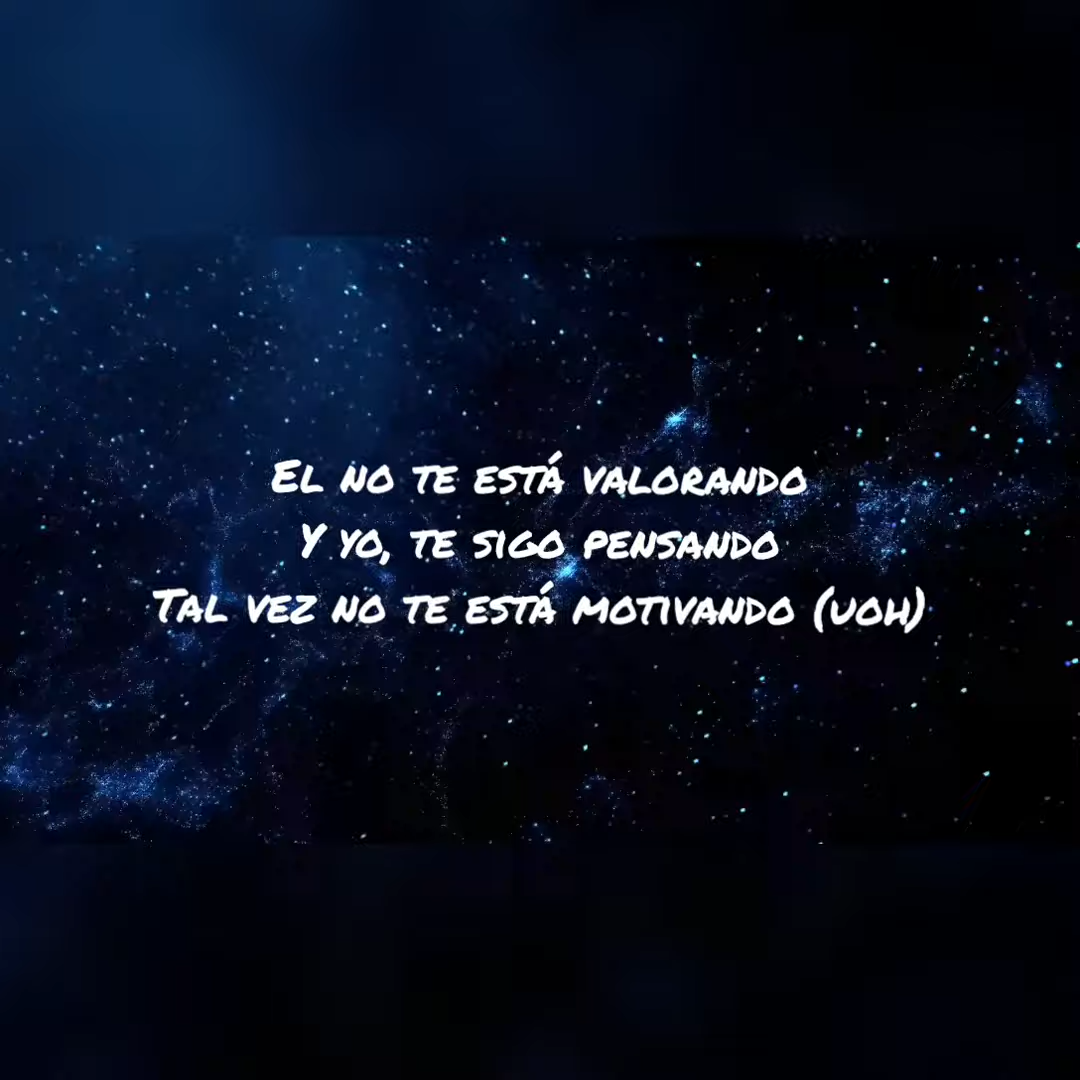 El no te está valorando
Y yo, te sigo pensando
Tal vez no te está motivando (uoh)